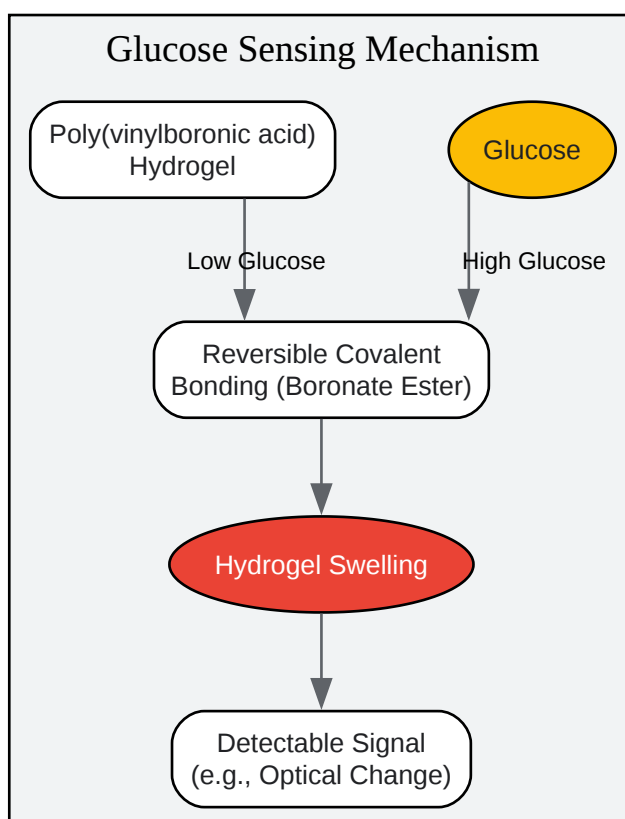 Glucose Sensing Mechanism
Poly(vinylboronic acid)
Hydrogel
Glucose
Low Glucose
High Glucose
Reversible Covalent
Bonding (Boronate Ester)
Hydrogel Swelling
Detectable Signal
(e.g., Optical Change)